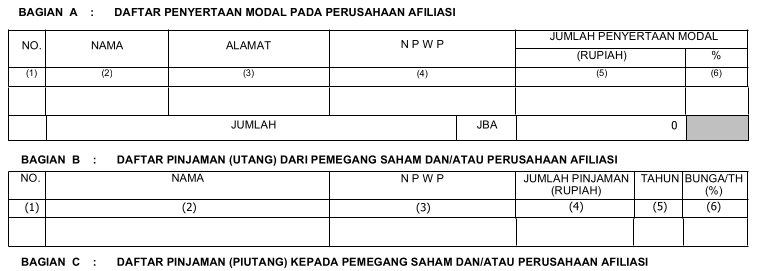 BAGIAN A : DAFTAR PENYERTAAN MODAL PADA PERUSAHAAN AFILIASI
NO. NAMA ALAMAT N P W P JUMLAH PENYERTAAN MODAL
(RUPIAH) %
(1) (2) (3) (4) (5) (6)
JUMLAH JBA 0
BAGIAN B : DAFTAR PINJAMAN (UTANG) DARI PEMEGANG SAHAM DAN/ATAU PERUSAHAAN AFILIASI
NO. NAMA N P W P JUMLAH PINJAMAN TAHUN BUNGA/TH
(RUPIAH) (%)
(1) (2) (3) (4) (5) (6)
BAGIAN C : DAFTAR PINJAMAN (PIUTANG) KEPADA PEMEGANG SAHAM DAN/ATAU PERUSAHAAN AFILIASI